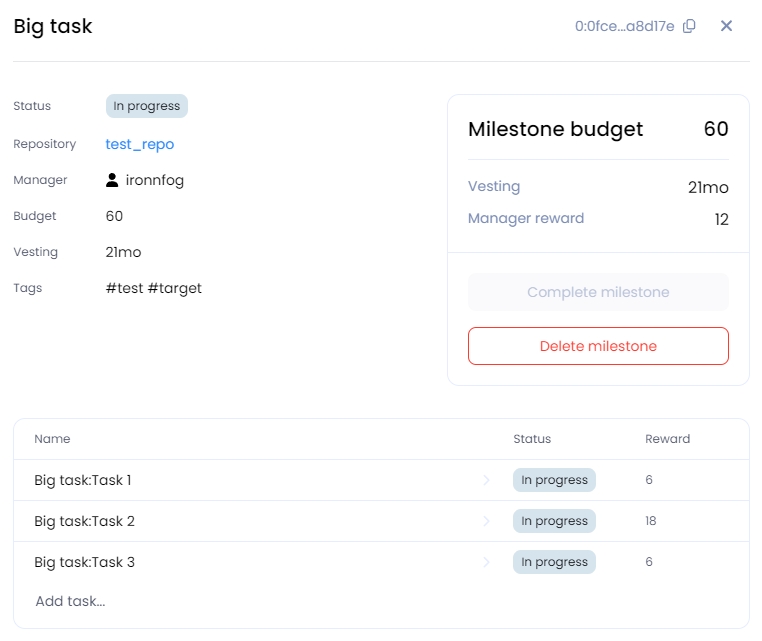 Big task
0:0fce...a8d17e
Status In progress
Repository test_repo
Manager ironnfog
Budget 60
Vesting 21mo
Tags #test #target
Milestone budget 60
Vesting 21mo
Manager reward 12
Complete milestone
Delete milestone
Name Status Reward
Big task:Task 1 In progress 6
Big task:Task 2 In progress 18
Big task:Task 3 In progress 6
Add task...